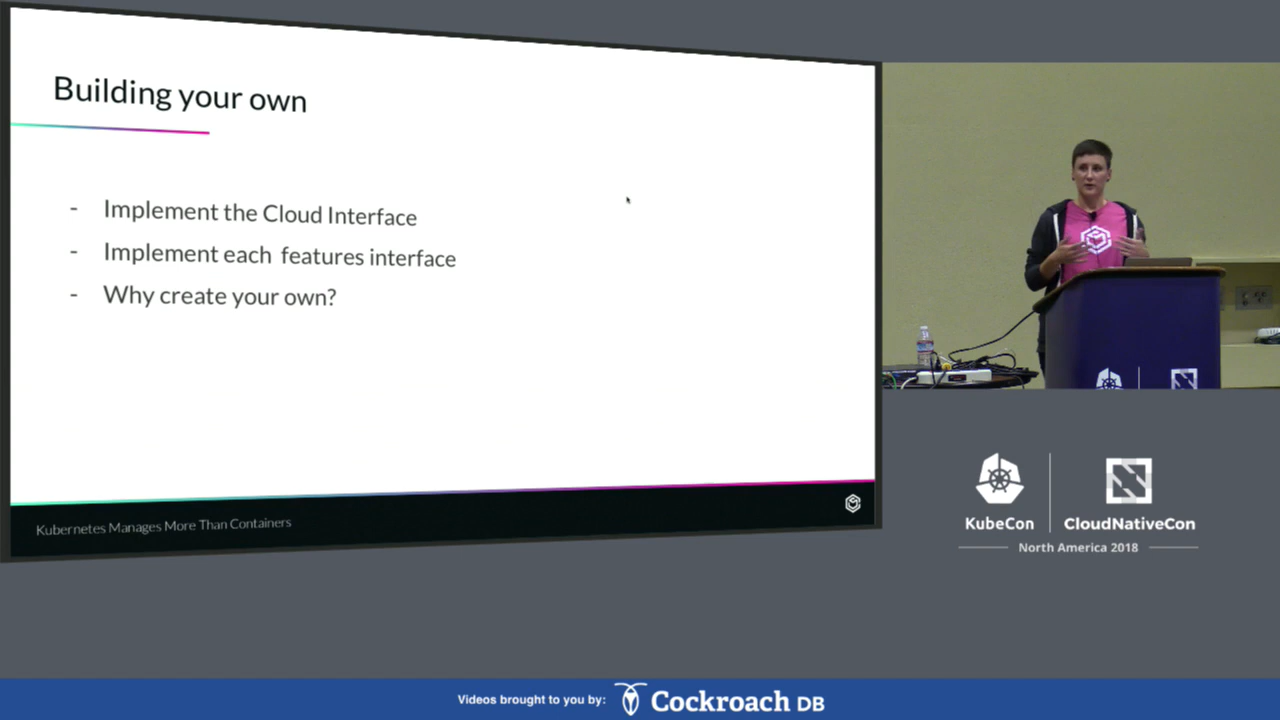 Building your own
- Implement the Cloud Interface
- Implement each features interface
- Why create your own?
Kubernetes Manages More Than Containers
KubeCon
CloudNativeCon
North America 2018
Videos brought to you by:
Cockroach DB